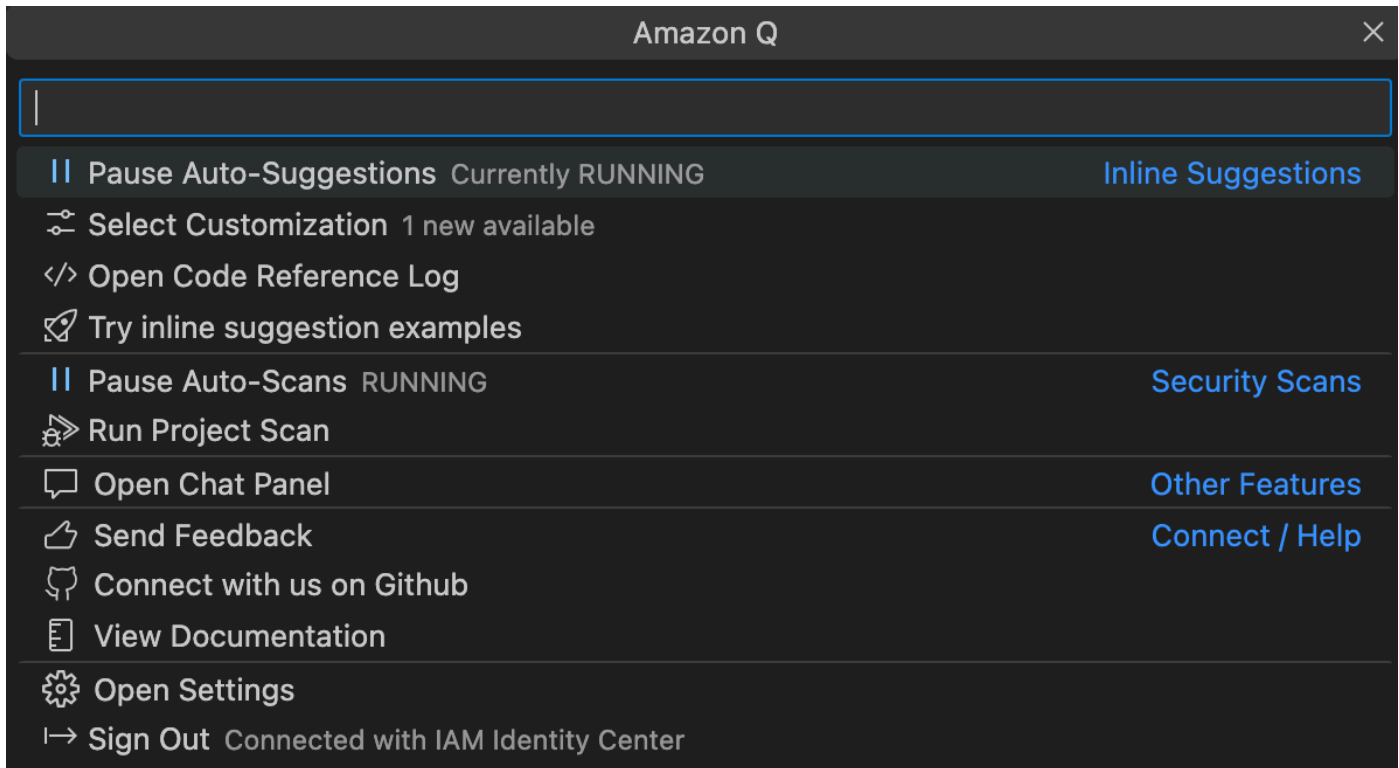 Amazon Q
Pause Auto-Suggestions Currently RUNNING Inline Suggestions
Select Customization 1 new available
Open Code Reference Log
Try inline suggestion examples
Pause Auto-Scans RUNNING Security Scans
Run Project Scan
Open Chat Panel Other Features
Send Feedback Connect / Help
Connect with us on Github
View Documentation
Open Settings
Sign Out Connected with IAM Identity Center